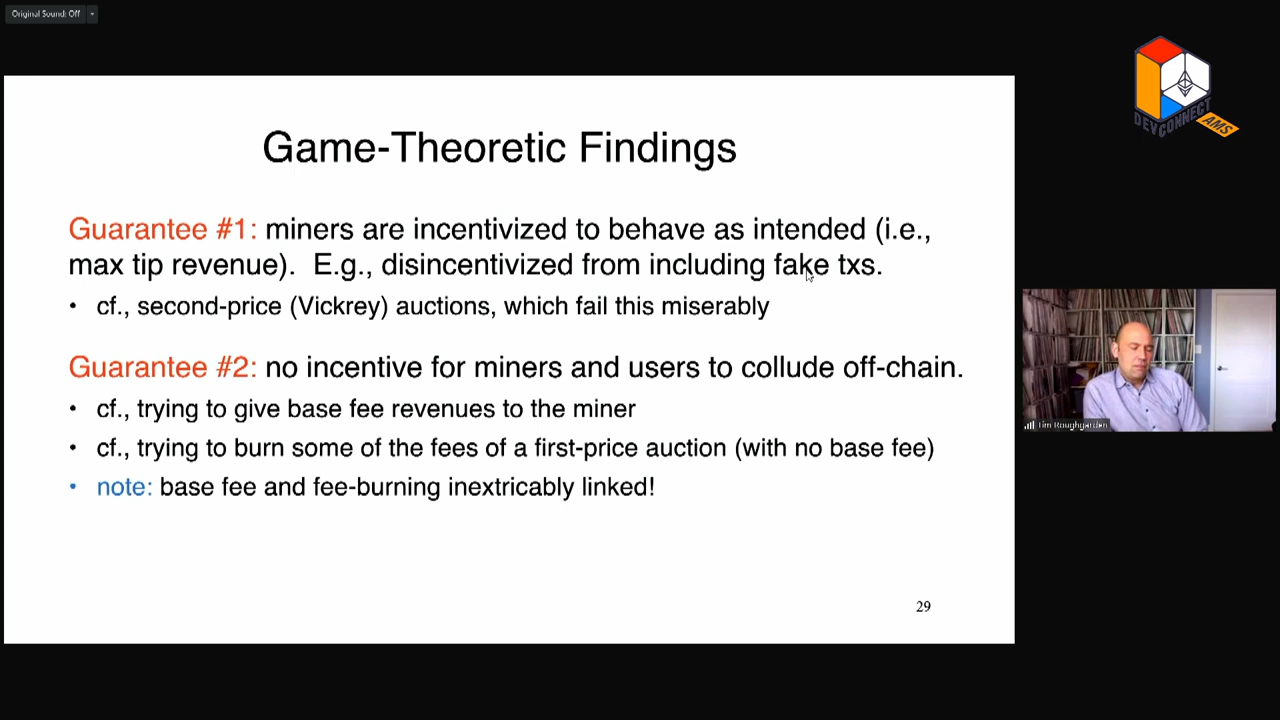 Original Sound: Off
DEVCONNECT
AMS
Game-Theoretic Findings
Guarantee #1: miners are incentivized to behave as intended (i.e.,
max tip revenue). E.g., disincentivized from including fake txs.
• cf., second-price (Vickrey) auctions, which fail this miserably
Guarantee #2: no incentive for miners and users to collude off-chain.
• cf., trying to give base fee revenues to the miner
• cf., trying to burn some of the fees of a first-price auction (with no base fee)
• note: base fee and fee-burning inextricably linked!
29
Tim Roughgarden